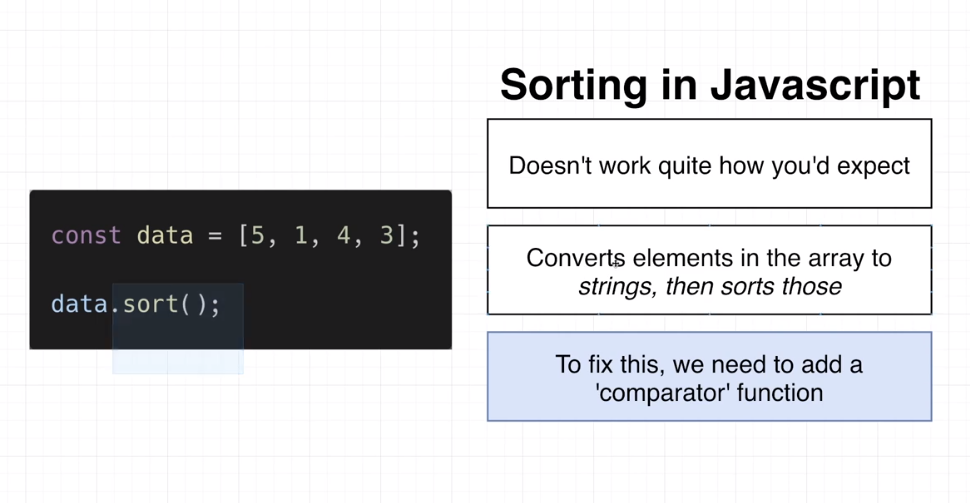 Sorting in Javascript
Doesn't work quite how you'd expect
const data = [5, 1, 4, 3];
data.sort();
Converts elements in the array to
strings, then sorts those
To fix this, we need to add a
'comparator' function